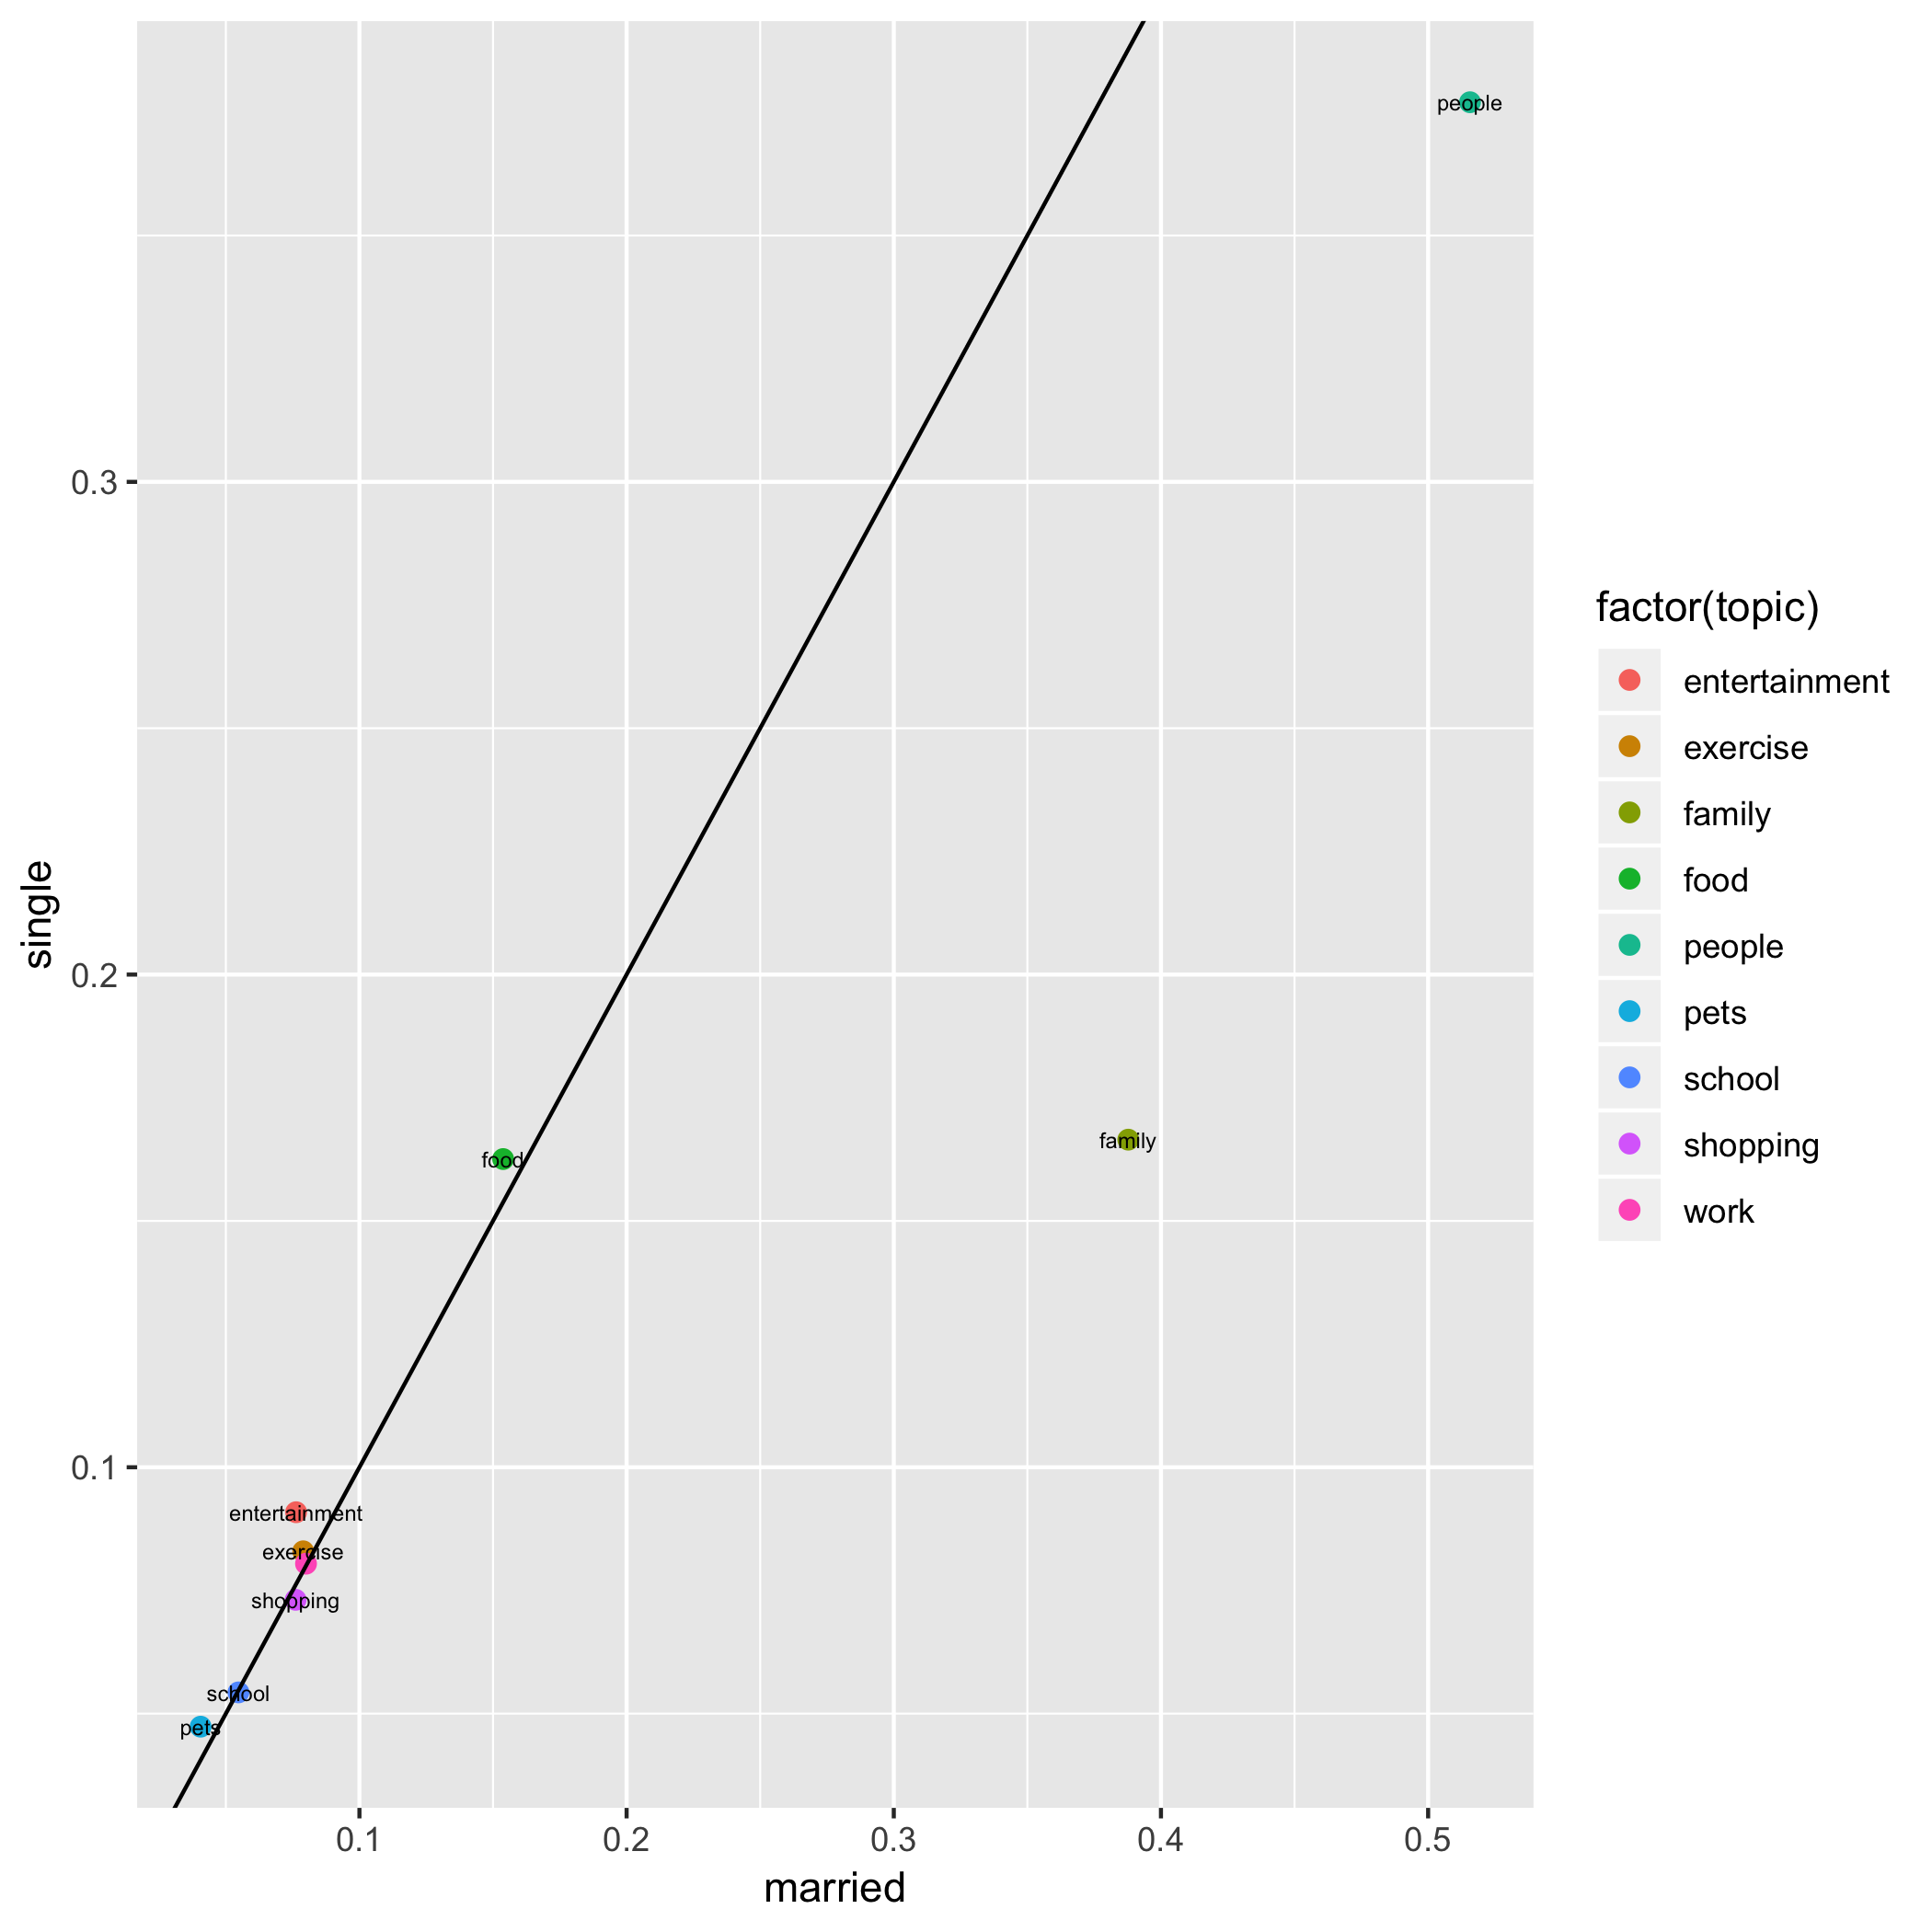 people
family
food
entertainment
exercise
shopping
school
pets
0.3
0.2
0.1
single
0.1
0.2
0.3
0.4
0.5
married
factor(topic)
entertainment
exercise
family
food
people
pets
school
shopping
work